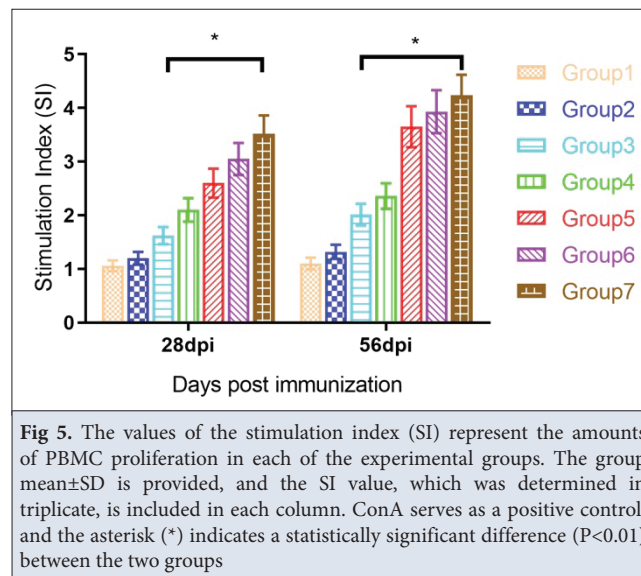 * *
5
4
3
2
1
0
Stimulation Index (SI)
28dpi 56dpi
Days post immunization
Group1
Group2
Group3
Group4
Group5
Group6
Group7
Fig 5. The values of the stimulation index (SI) represent the amounts
of PBMC proliferation in each of the experimental groups. The group
mean±SD is provided, and the SI value, which was determined in
triplicate, is included in each column. ConA serves as a positive control
and the asterisk (*) indicates a statistically significant difference (P<0.01)
between the two groups